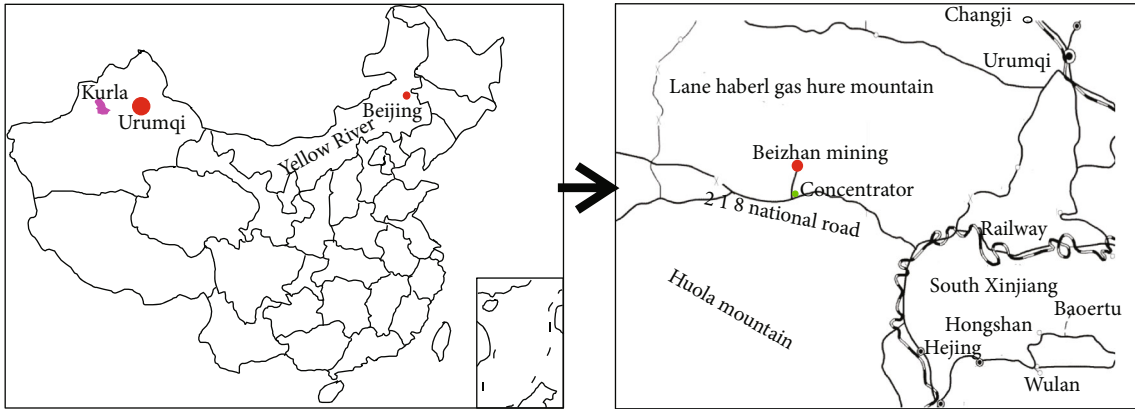 Kurla
Urumqi
Beijing
Yellow River
Changji
Urumqi
Lane haberl gas hure mountain
Beizhan mining
Concentrator
2 1 8 national road
Railway
Huola mountain
South Xinjiang
Baoertu
Hongshan
Hejing
Wulan